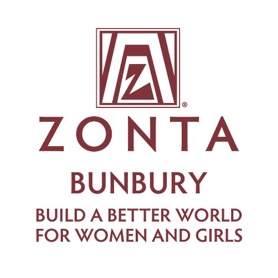 Z
®
ZONTA
BUNBURY
BUILD A BETTER WORLD
FOR WOMEN AND GIRLS